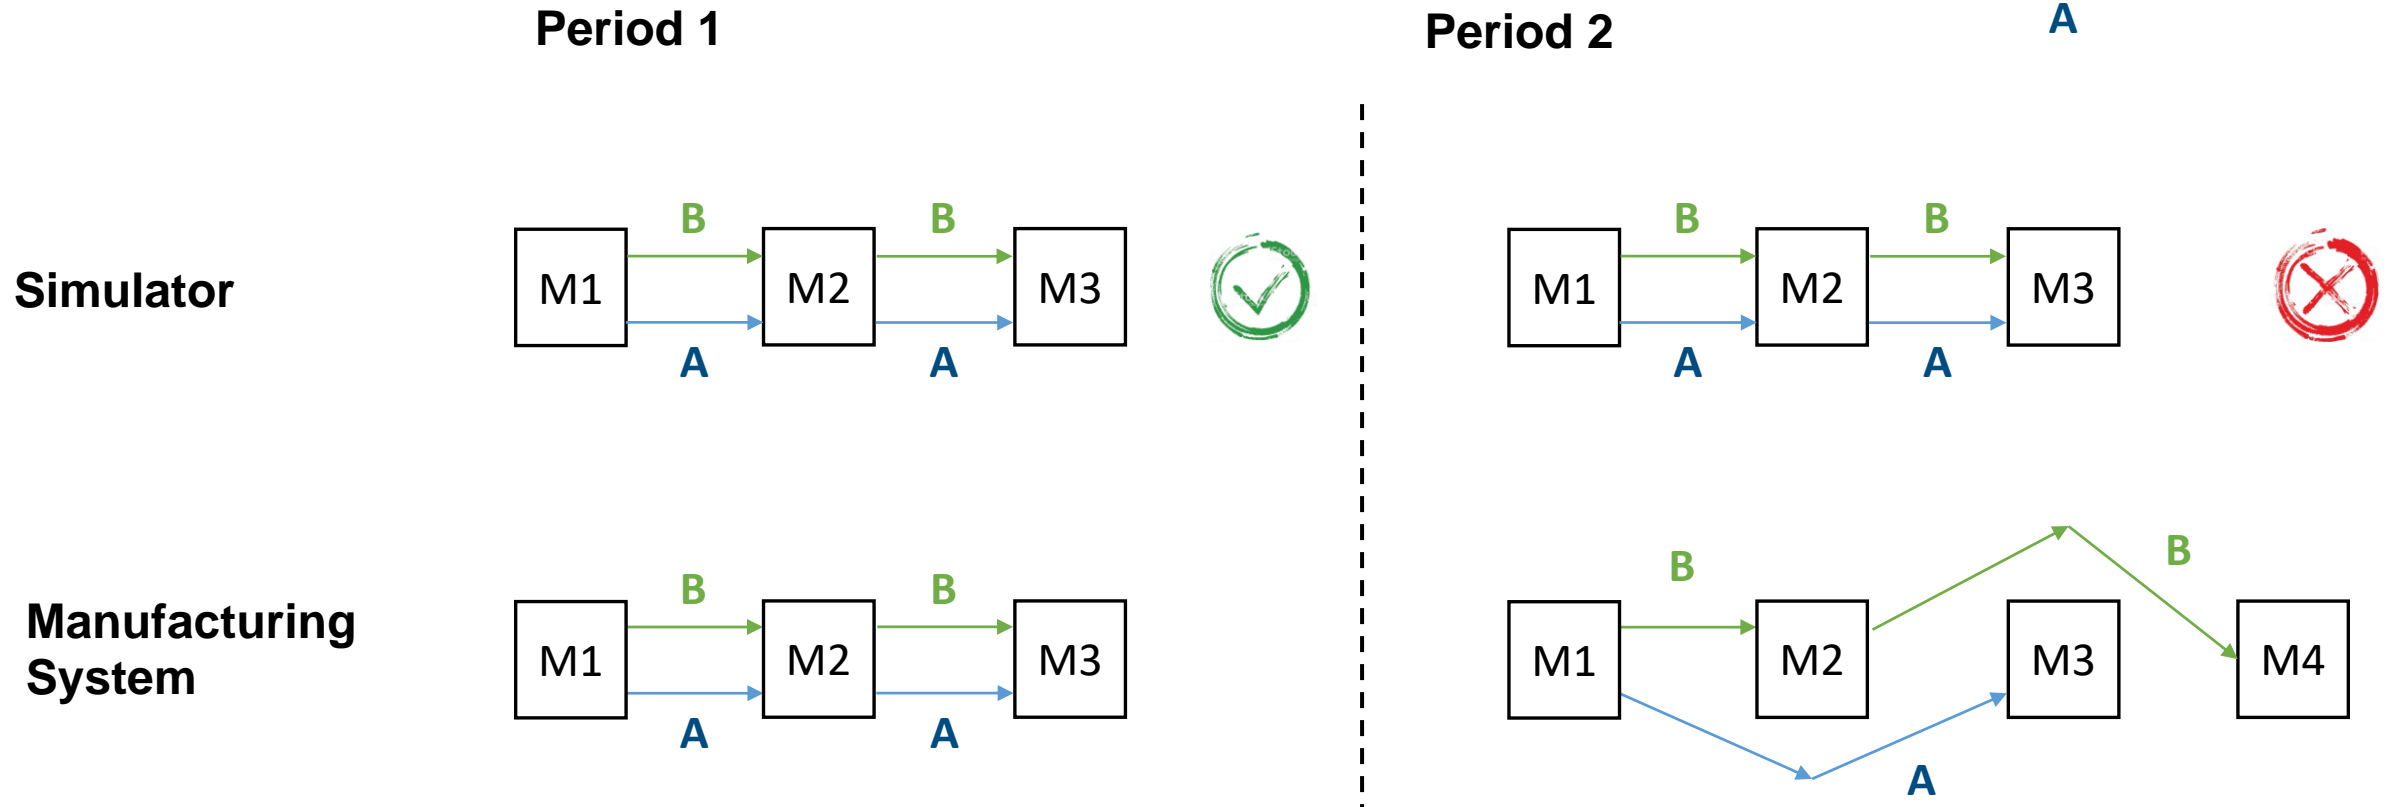 Period 1
Period 2
A
Simulator
B
B
M1
M2
M3
A
A
B
B
M1
M2
M3
A
A
Manufacturing
System
B
B
M1
M2
M3
A
A
B
B
M1
M2
M3
M4
A